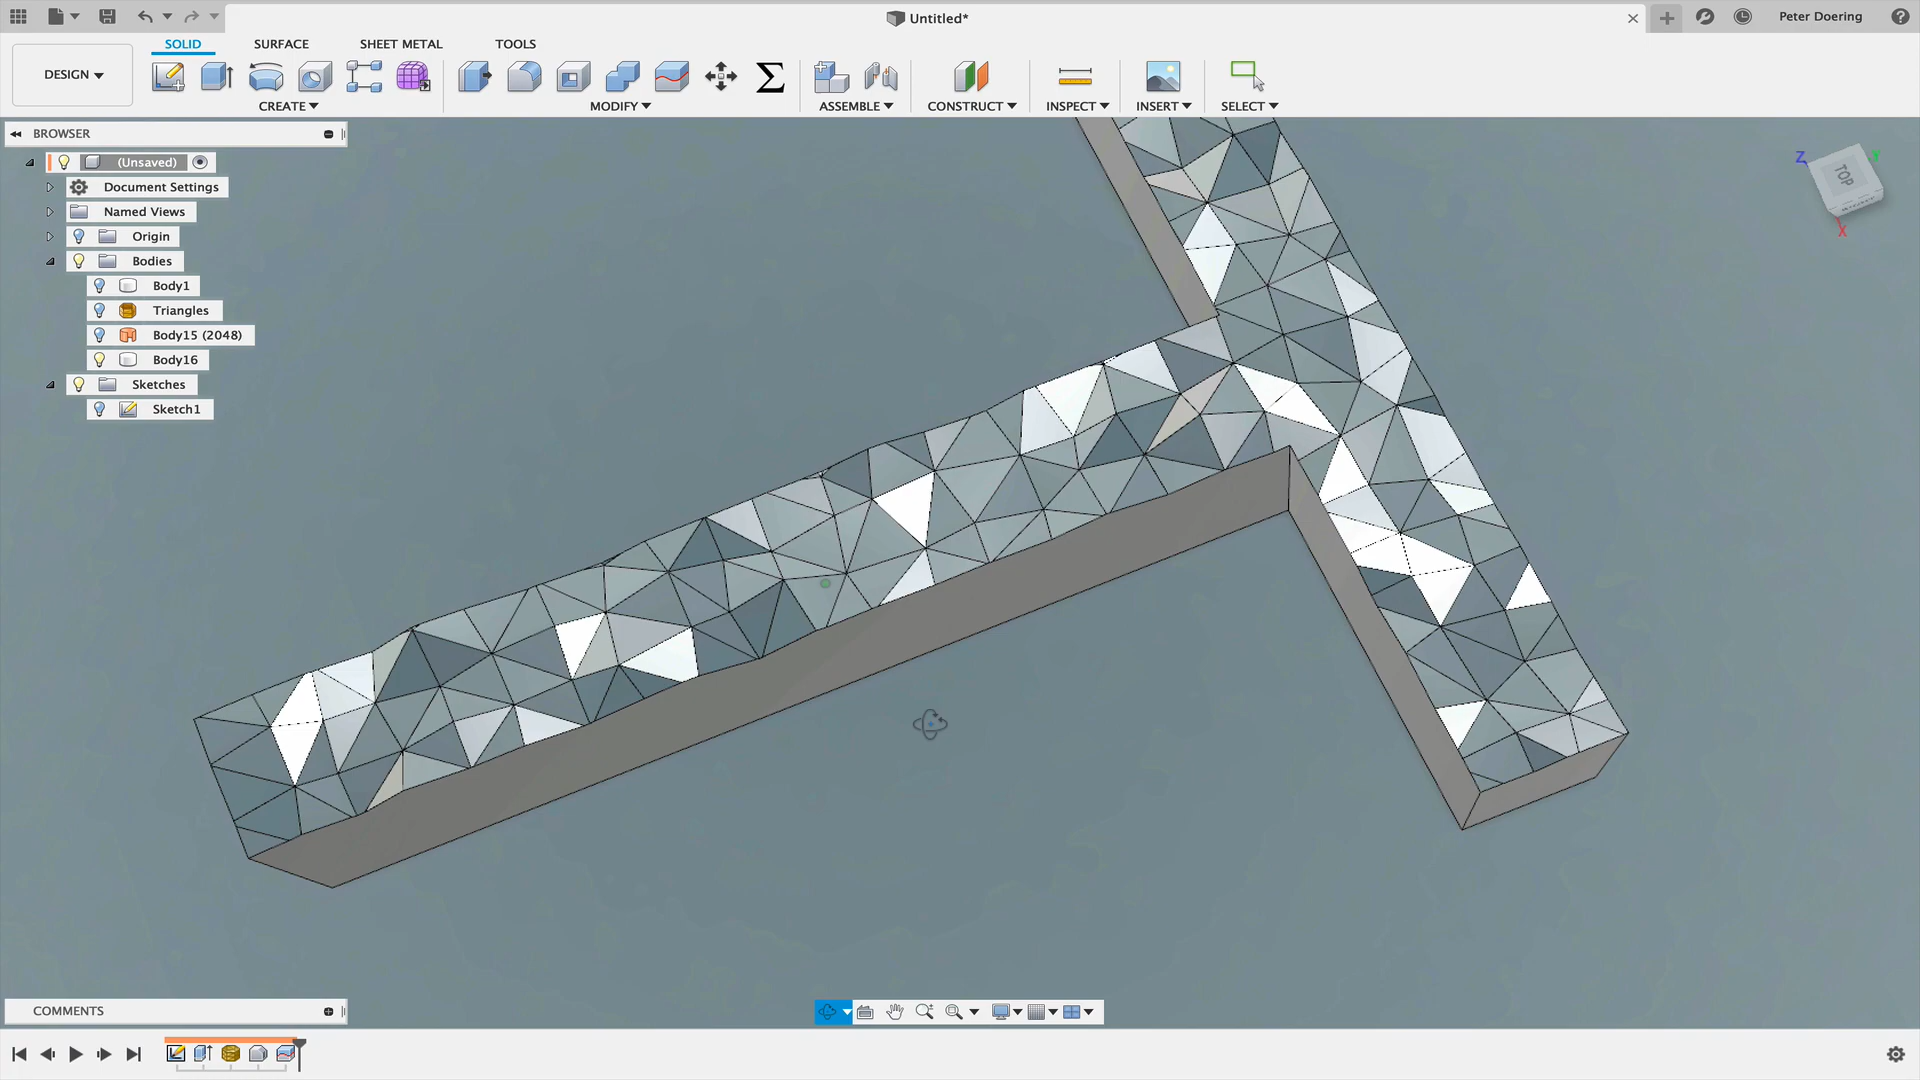 Untitled*
Peter Doering
DESIGN
SOLID
SURFACE
SHEET METAL
TOOLS
CREATE
MODIFY
ASSEMBLE
CONSTRUCT
INSPECT
INSERT
SELECT
BROWSER
(Unsaved)
Document Settings
Named Views
Origin
Bodies
Body1
Triangles
Body15 (2048)
Body16
Sketches
Sketch1
Z
Y
TOP
X
COMMENTS